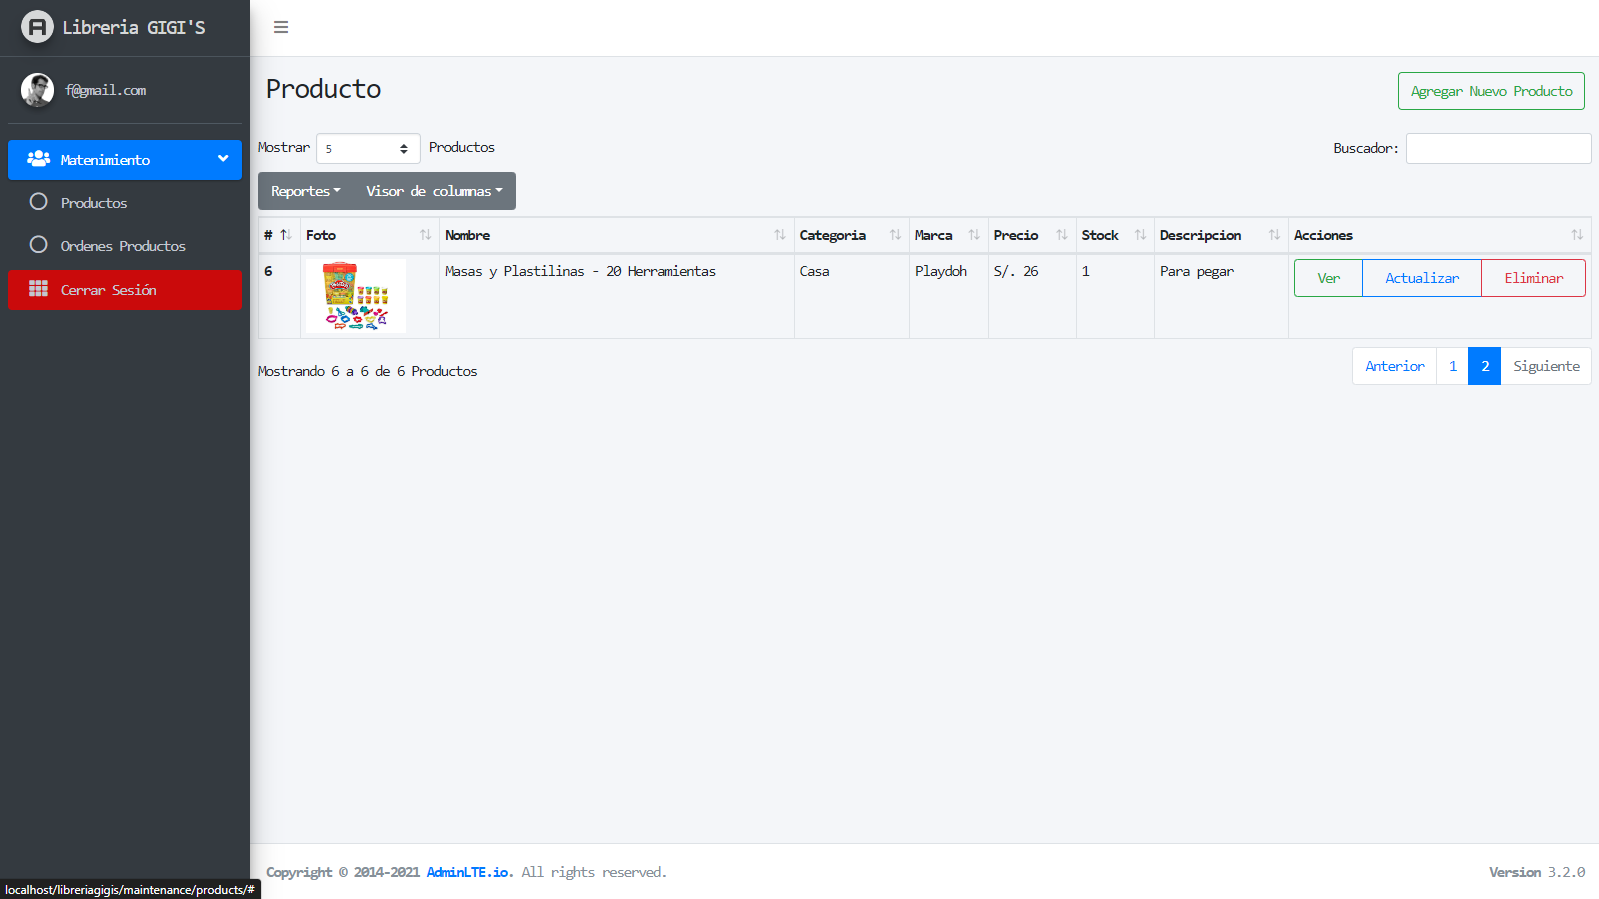 Libreria GIGI'S
f@gmail.com
Matenimiento
Productos
Ordenes Productos
Cerrar Sesión
Producto
Agregar Nuevo Producto
Mostrar 5 Productos
Buscador:
Reportes Visor de columnas
# Foto Nombre Categoria Marca Precio Stock Descripcion Acciones
6 Masas y Plastilinas - 20 Herramientas Casa Playdoh S/. 26 1 Para pegar Ver Actualizar Eliminar
Mostrando 6 a 6 de 6 Productos
Anterior 1 2 Siguiente
Copyright © 2014-2021 AdminLTE.io. All rights reserved.
Version 3.2.0
localhost/libreriagigis/maintenance/products/#